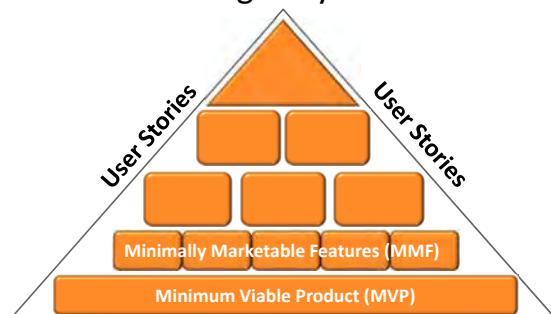 User Stories
User Stories
Minimally Marketable Features (MMF)
Minimum Viable Product (MVP)